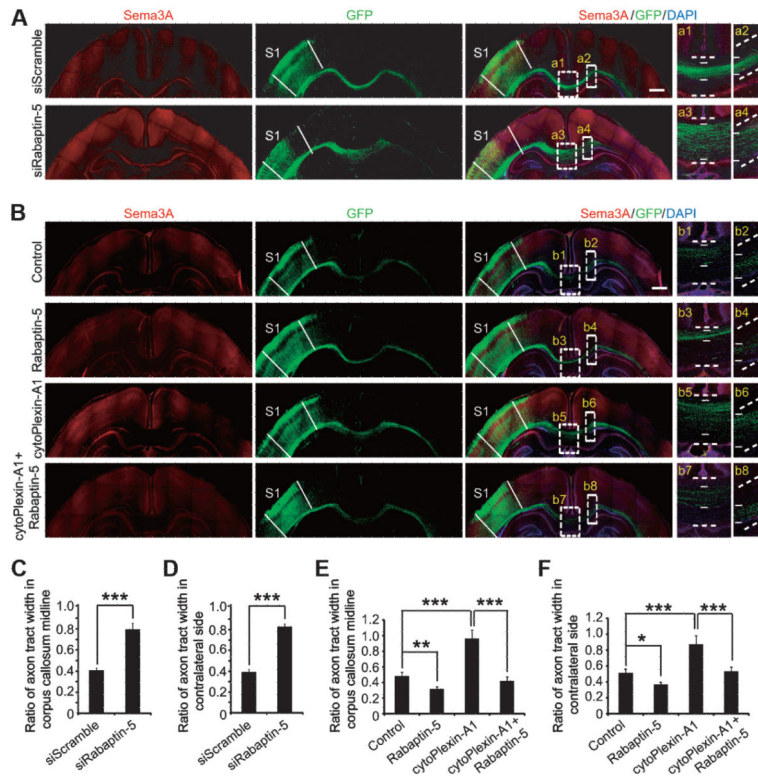 A
Sema3A GFP Sema3A/GFP/DAPI
siScramble
S1
a1
a2
a1
a2
siRabaptin-5
S1
a3
a4
a3
a4
B
Sema3A GFP Sema3A/GFP/DAPI
Control
S1
S1
b1
b2
b1
b2
Rabaptin-5
S1
S1
b3
b4
b3
b4
cytoPlexin-A1
S1
S1
b5
b6
b5
b6
cytoPlexin-A1+
Rabaptin-5
S1
S1
b7
b8
b7
b8
C
Ratio of axon tract width in
corpus callosum midline
1.0
0.8
0.6
0.4
0.2
0
***
siScramble
siRabaptin-5
D
Ratio of axon tract width in
contralateral side
1.0
0.8
0.6
0.4
0.2
0
***
siScramble
siRabaptin-5
E
Ratio of axon tract width in
corpus callosum midline
1.2
1.0
0.8
0.6
0.4
0.2
0
*** ***
**
Control
Rabaptin-5
cytoPlexin-A1
cytoPlexin-A1+
Rabaptin-5
F
Ratio of axon tract width in
contralateral side
1.2
1.0
0.8
0.6
0.4
0.2
0
*** ***
*
Control
Rabaptin-5
cytoPlexin-A1
cytoPlexin-A1+
Rabaptin-5